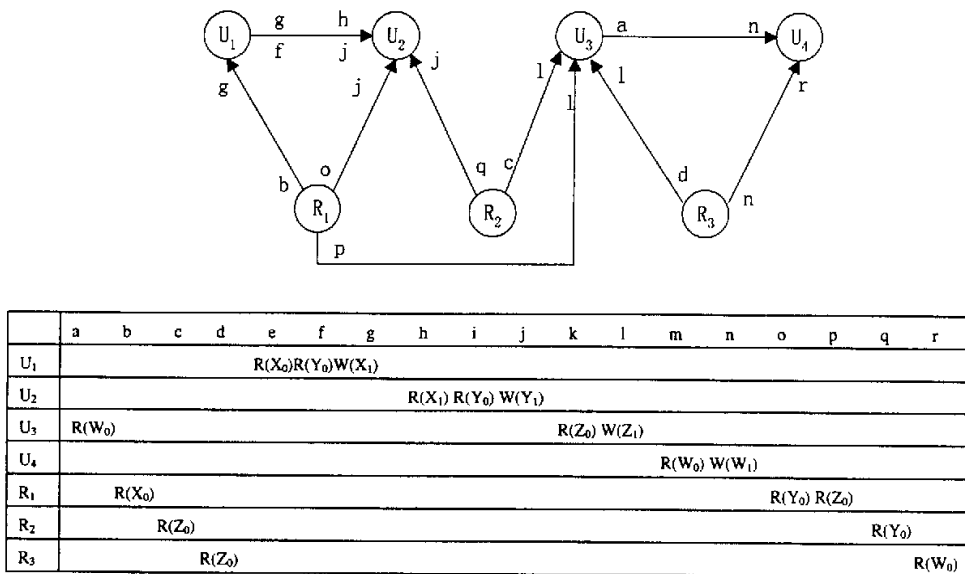 g h
U₁ U₂ U₃ a n U₄
f j
g j j l l l r
b o q c d n
R₁ R₂ R₃
p
a b c d e f g h i j k l m n o p q r
U₁ R(X₀)R(Y₀)W(X₁)
U₂ R(X₁) R(Y₀) W(Y₁)
U₃ R(W₀) R(Z₀) W(Z₁)
U₄ R(W₀) W(W₁)
R₁ R(X₀) R(Y₀) R(Z₀)
R₂ R(Z₀) R(Y₀)
R₃ R(Z₀) R(W₀)